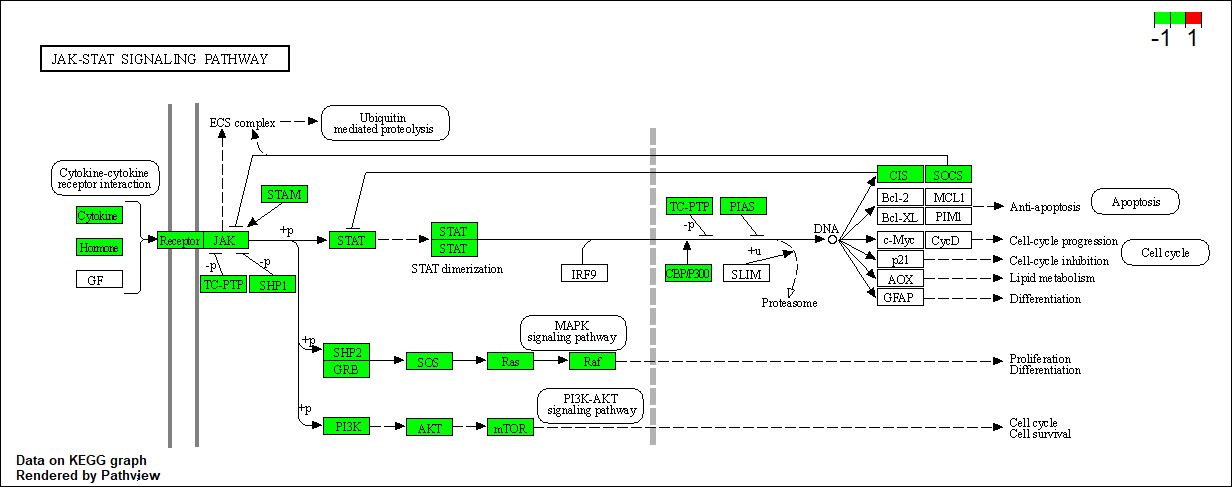 -1 1
JAK-STAT SIGNALING PATHWAY
ECS complex
Ubiquitin
mediated proteolysis
Cytokine-cytokine
receptor interaction
Cytokine
Hormone
GF
Receptor
JAK
STAM
+p
-p
-p
TC-PTP
SHP1
STAT
STAT
STAT
STAT dimerization
IRF9
TC-PTP
PIAS
-p
CBP/P300
+u
SLIM
Proteasome
DNA
CIS
SOCS
Bcl-2
MCL1
Bcl-XL
PIM1
c-Myc
CycD
p21
AOX
GFAP
Anti-apoptosis
Apoptosis
Cell-cycle progression
Cell-cycle inhibition
Cell cycle
Lipid metabolism
Differentiation
+p
SHP2
GRB
SOS
Ras
Raf
MAPK
signaling pathway
Proliferation
Differentiation
+p
PI3K
AKT
mTOR
PI3K-AKT
signaling pathway
Cell cycle
Cell survival
Data on KEGG graph
Rendered by Pathview